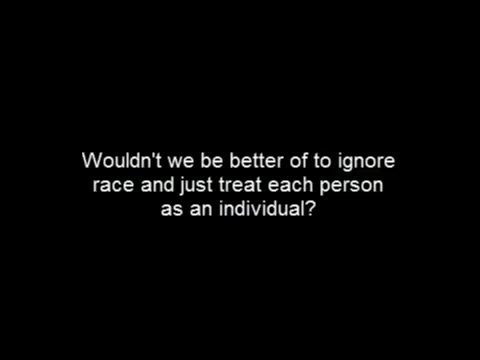 Wouldn't we be better of to ignore
race and just treat each person
as an individual?